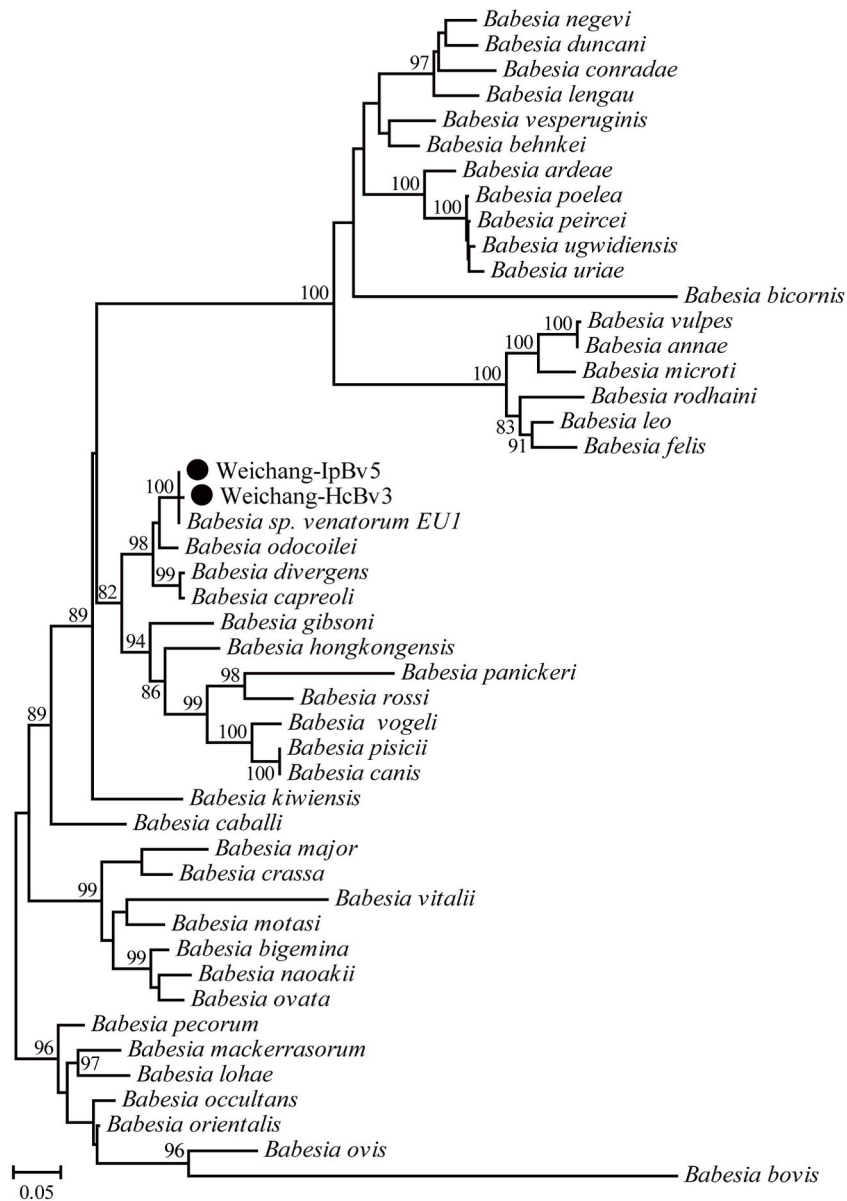 Babesia negevi
Babesia duncani
97
Babesia conradae
Babesia lengau
Babesia vesperuginis
Babesia behnkei
Babesia ardeae
100
Babesia poelea
100
Babesia peircei
Babesia ugwidiensis
Babesia uriae
100
Babesia bicornis
Babesia vulpes
100
100
Babesia annae
100
Babesia microti
Babesia rodhaini
83
Babesia leo
91
Babesia felis
Weichang-IpBv5
100
Weichang-HcBv3
Babesia sp. venatorum EU1
98
Babesia odocoilei
99
Babesia divergens
82
Babesia capreoli
89
Babesia gibsoni
94
Babesia hongkongensis
98
Babesia panickeri
86
99
Babesia rossi
89
Babesia vogeli
100
Babesia pisicii
100
Babesia canis
Babesia kiwiensis
Babesia caballi
Babesia major
99
Babesia crassa
Babesia vitalii
Babesia motasi
99
Babesia bigemina
Babesia naoakii
Babesia ovata
Babesia pecorum
96
Babesia mackerrasorum
97
Babesia lohae
Babesia occultans
Babesia orientalis
96
Babesia ovis
Babesia bovis
0.05